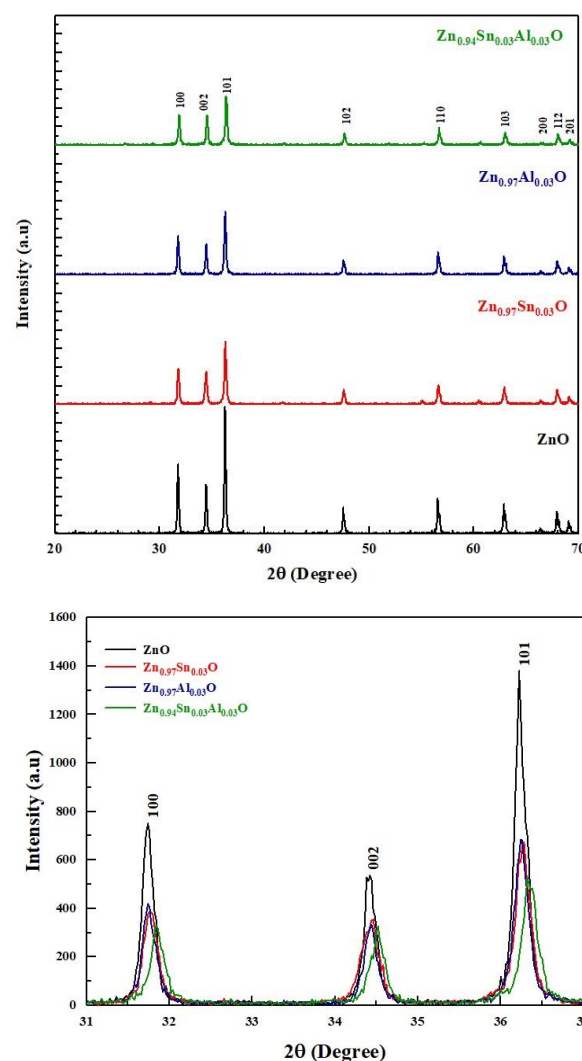 Zn₀.₉₄Sn₀.₀₃Al₀.₀₃O
100 002 101 102 110 103 200 112 201
Zn₀.₉₇Al₀.₀₃O
Zn₀.₉₇Sn₀.₀₃O
ZnO
Intensity (a.u)
20 30 40 50 60 70
2θ (Degree)
1600
1400
1200
1000
800
600
400
200
0
Intensity (a.u)
ZnO
Zn₀.₉₇Sn₀.₀₃O
Zn₀.₉₇Al₀.₀₃O
Zn₀.₉₄Sn₀.₀₃Al₀.₀₃O
100 002 101
31 32 33 34 35 36 37
2θ (Degree)